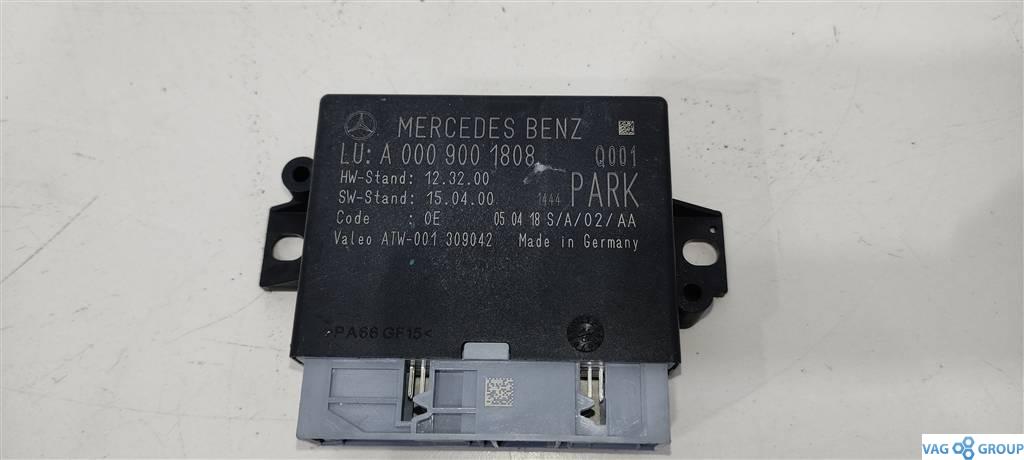 MERCEDES BENZ
LU: A 000 900 1808 Q001
HW-Stand: 12.32.00
SW-Stand: 15.04.00 1444 PARK
Code : 0E 05 04 18 S/A/02/AA
Valeo ATW-001 309042 Made in Germany
>PA66 GF15<
VAG GROUP